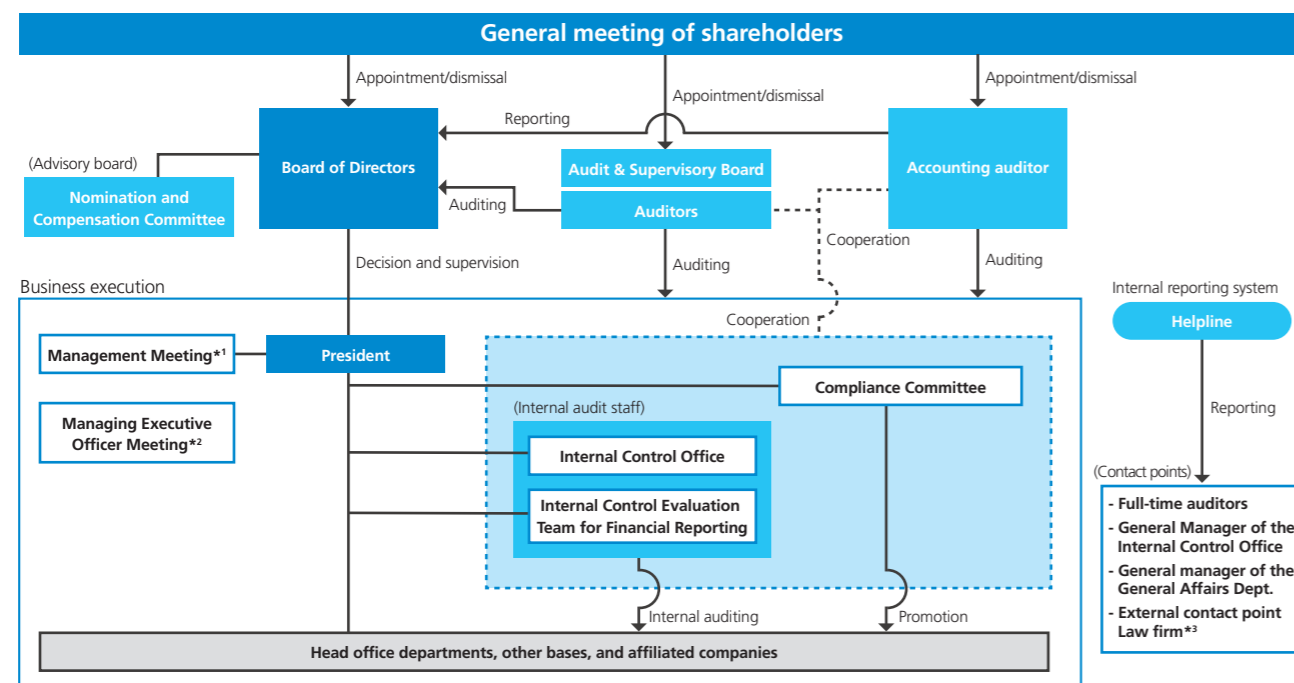 General meeting of shareholders
Appointment/dismissal
Appointment/dismissal
Appointment/dismissal
Reporting
(Advisory board)
Nomination and
Compensation Committee
Board of Directors
Audit & Supervisory Board
Auditors
Accounting auditor
Auditing
Cooperation
Decision and supervision
Auditing
Auditing
Business execution
Internal reporting system
Helpline
Cooperation
Management Meeting*1
President
Compliance Committee
Managing Executive
Officer Meeting*2
(Internal audit staff)
Internal Control Office
Internal Control Evaluation
Team for Financial Reporting
Reporting
(Contact points)
- Full-time auditors
- General Manager of the
Internal Control Office
- General manager of the
General Affairs Dept.
- External contact point
Law firm*3
Internal auditing
Promotion
Head office departments, other bases, and affiliated companies